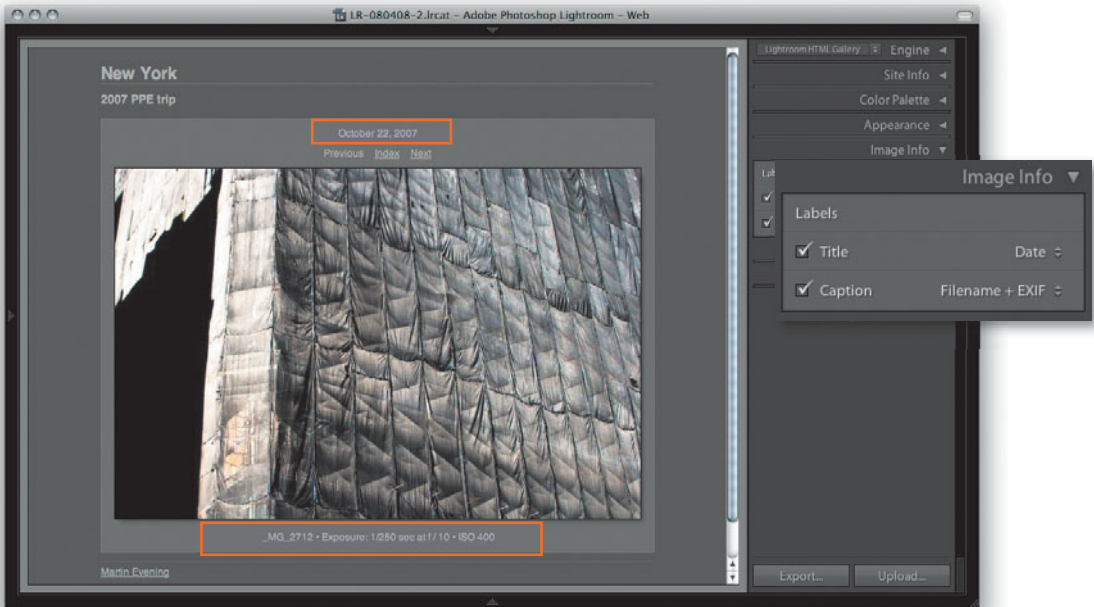 LR-080408-2.lrcat - Adobe Photoshop Lightroom - Web
New York
2007 PPE trip
October 22, 2007
Previous Index Next
_MG_2712 • Exposure: 1/250 sec at f / 10 • ISO 400
Martin Evening
Lightroom HTML Gallery Engine
Site Info
Color Palette
Appearance
Image Info
Image Info
Labels
Title Date
Caption Filename + EXIF
Export... Upload...